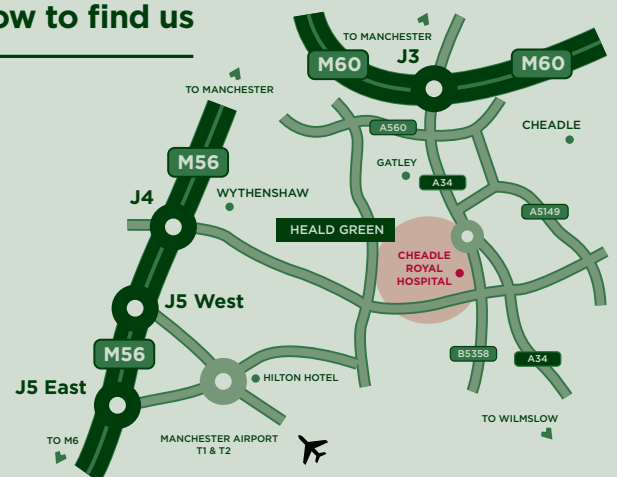 ow to find us
TO MANCHESTER
J3
M60
M60
TO MANCHESTER
A560
CHEADLE
M56
GATLEY
A34
J4
WYTHENSHAW
A5149
HEALD GREEN
CHEADLE
ROYAL
HOSPITAL
J5 West
M56
B5358
A34
J5 East
HILTON HOTEL
TO WILMSLOW
TO M6
MANCHESTER AIRPORT
T1 & T2